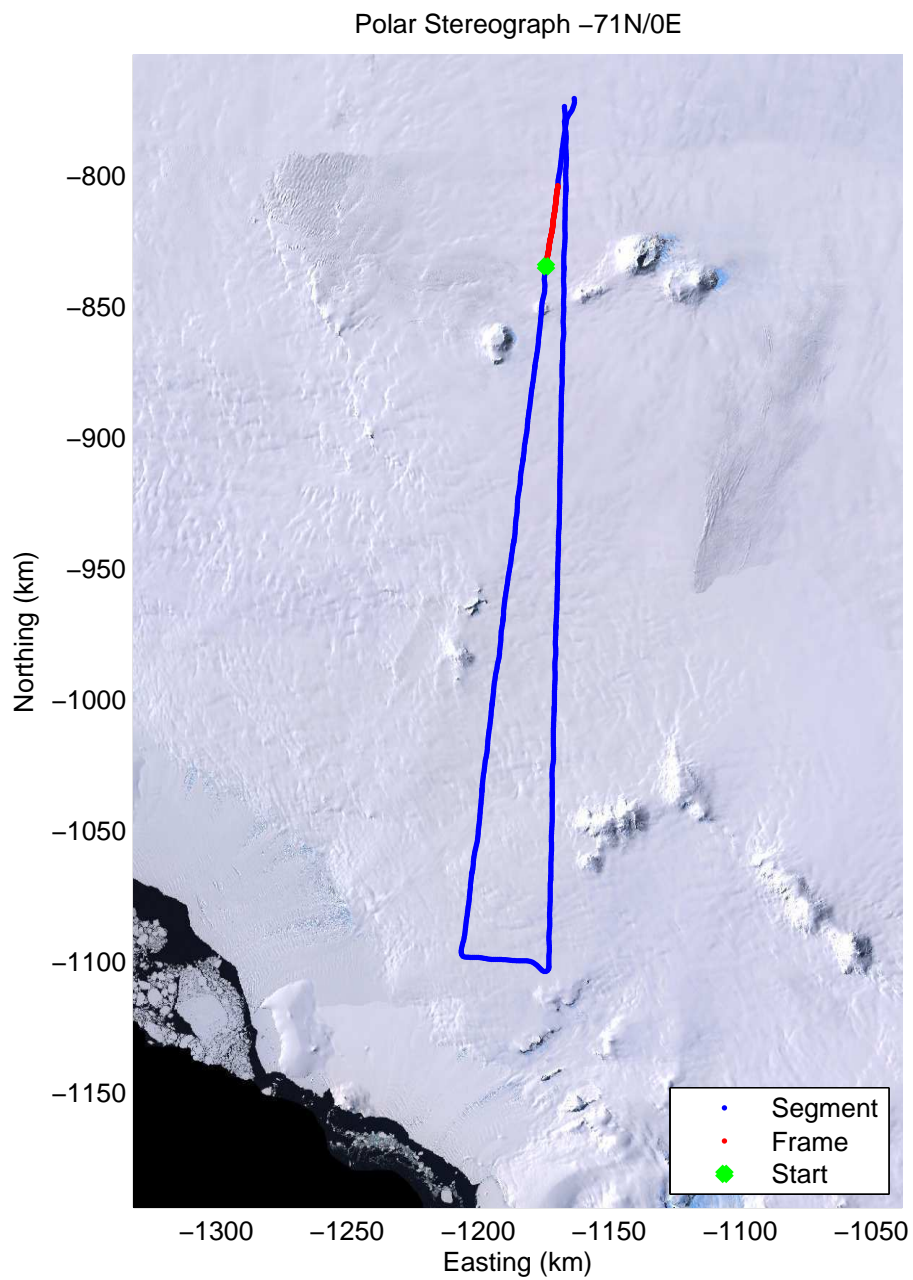 Polar Stereograph −71N/0E
−800
−850
−900
−950
−1000
−1050
−1100
−1150
Northing (km)
Segment
Frame
Start
−1300 −1250 −1200 −1150 −1100 −1050
Easting (km)